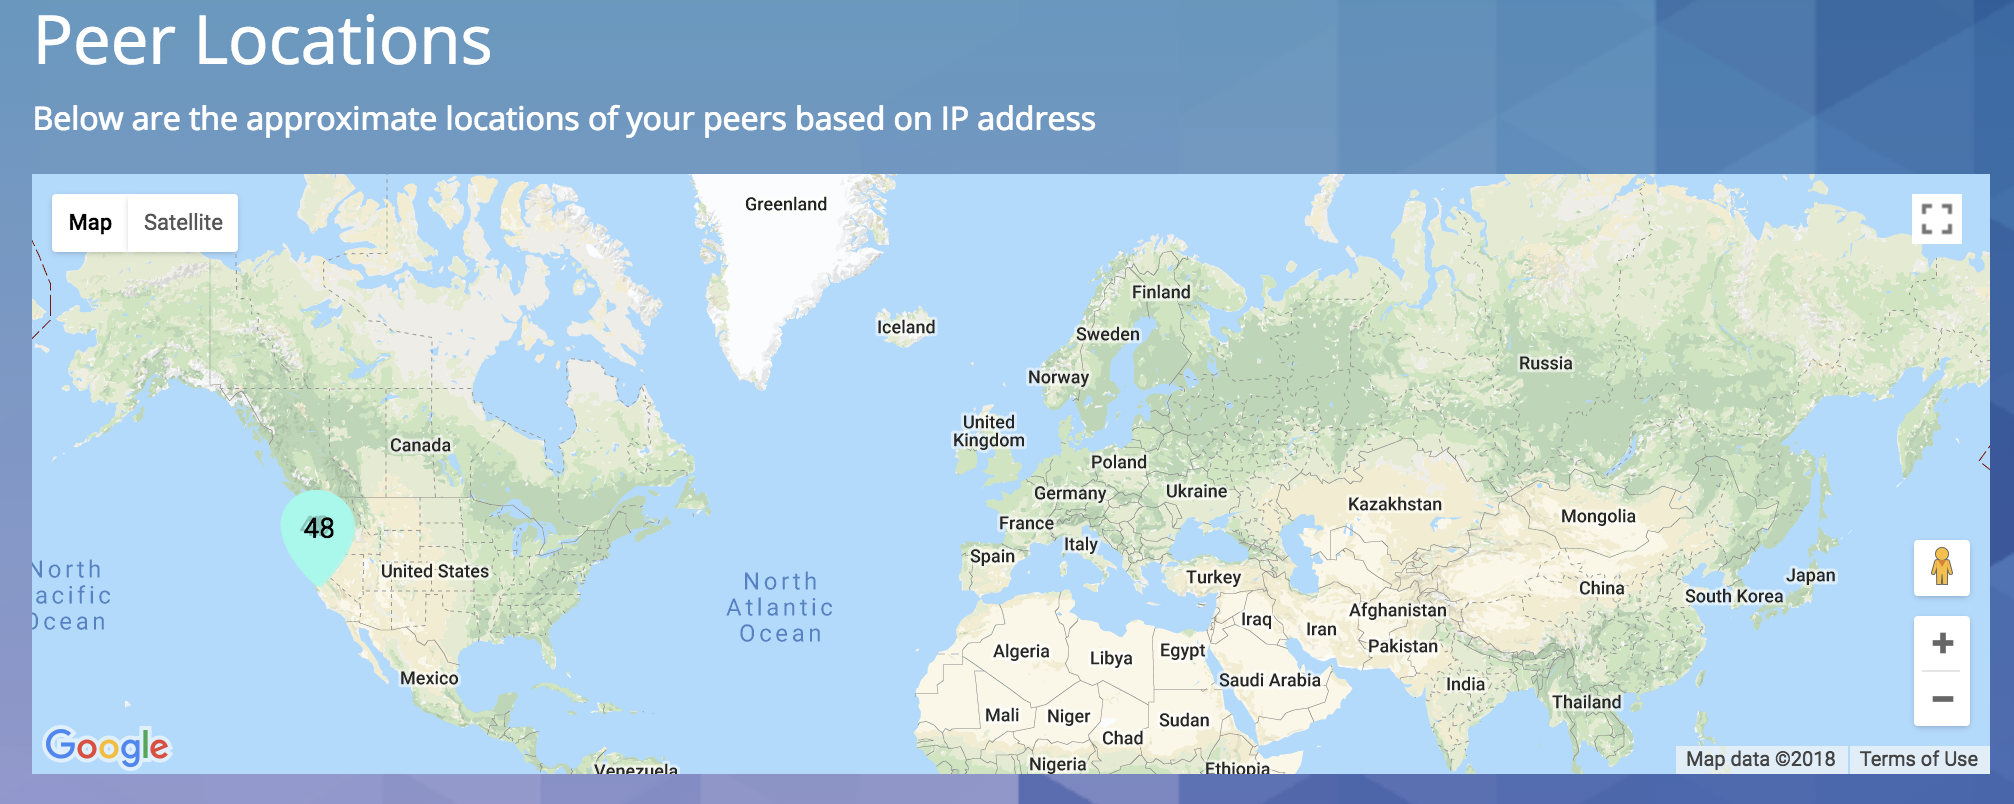 Peer Locations
Below are the approximate locations of your peers based on IP address
Map Satellite
Greenland
Finland
Iceland
Sweden
Russia
Norway
United
Kingdom
Canada
Poland
Germany
Ukraine
Kazakhstan
48
France
Mongolia
Italy
Spain
United States
North
acific
Ocean
North
Atlantic
Ocean
Turkey
China
Japan
South Korea
Afghanistan
Iraq
Iran
Pakistan
Algeria
Libya
Egypt
Mexico
Saudi Arabia
India
Thailand
Mali
Niger
Sudan
Chad
Google
Venezuela
Nigeria
Ethiopia
Map data ©2018 Terms of Use